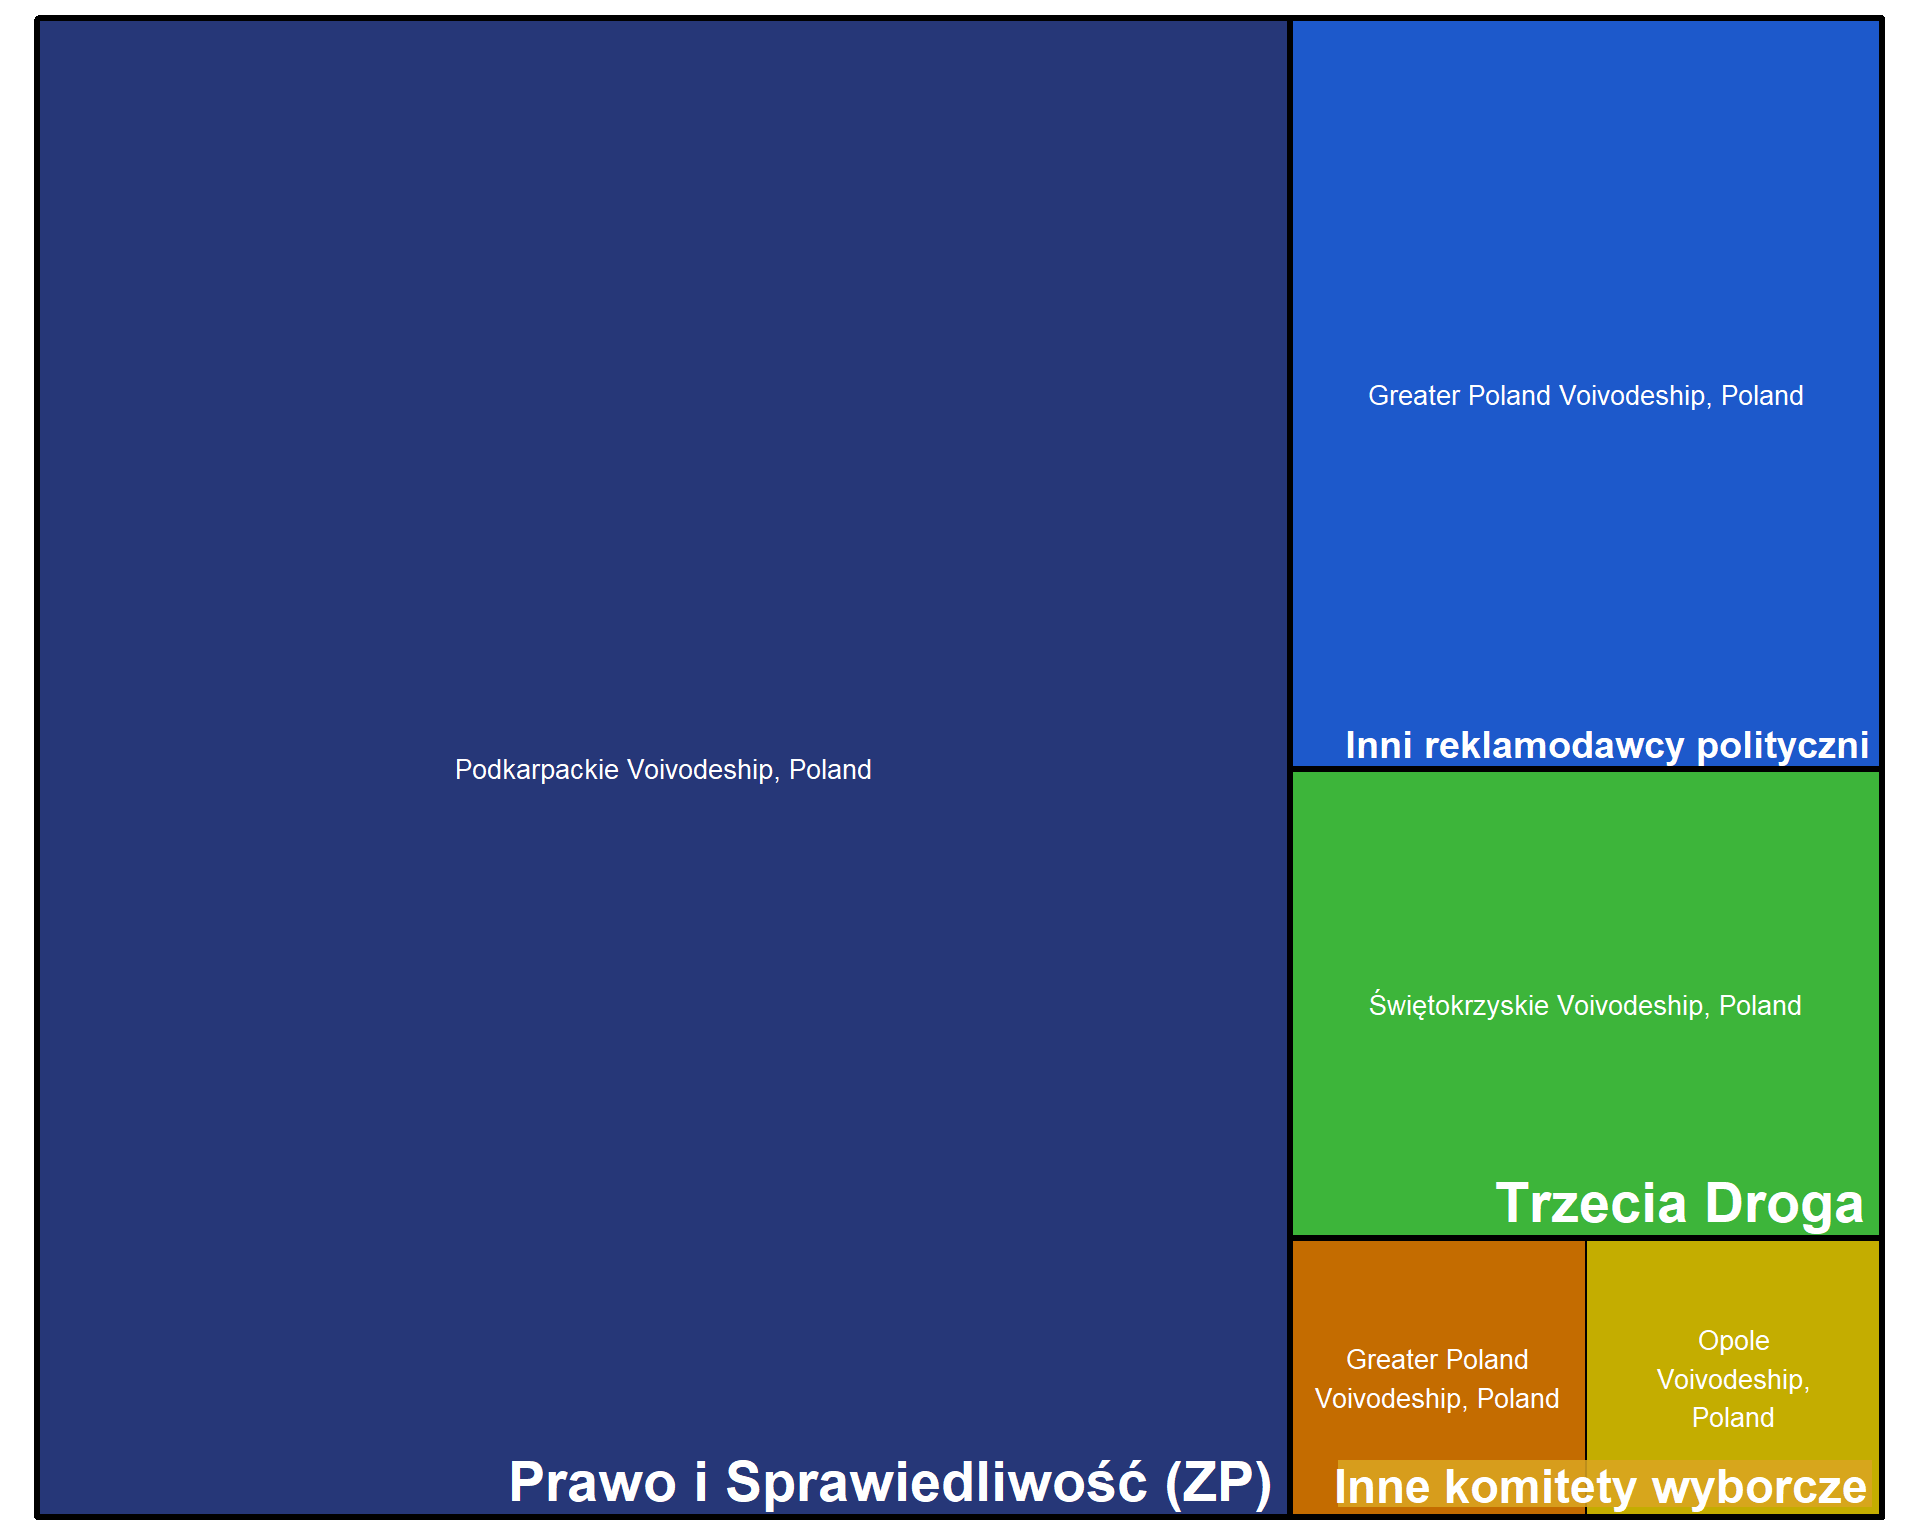 Podkarpackie Voivodeship, Poland
Prawo i Sprawiedliwość (ZP)
Greater Poland Voivodeship, Poland
Inni reklamodawcy polityczni
Świętokrzyskie Voivodeship, Poland
Trzecia Droga
Greater Poland
Voivodeship, Poland
Opole
Voivodeship,
Poland
Inne komitety wyborcze